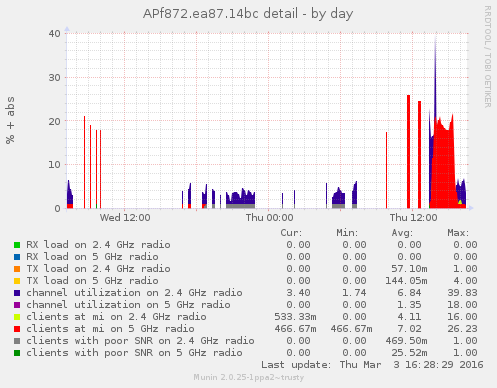 APf872.ea87.14bc detail - by day
RRDTOOL / TOBI OETIKER
% + abs
40
30
20
10
0
Wed 12:00 Thu 00:00 Thu 12:00
Cur: Min: Avg: Max:
RX load on 2.4 GHz radio 0.00 0.00 0.00 0.00
RX load on 5 GHz radio 0.00 0.00 0.00 0.00
TX load on 2.4 GHz radio 0.00 0.00 57.10m 1.00
TX load on 5 GHz radio 0.00 0.00 144.05m 4.00
channel utilization on 2.4 GHz radio 3.40 1.74 6.84 39.83
channel utilization on 5 GHz radio 0.00 0.00 1.35 18.00
clients at mi on 2.4 GHz radio 533.33m 0.00 4.11 16.00
clients at mi on 5 GHz radio 466.67m 466.67m 7.02 26.23
clients with poor SNR on 2.4 GHz radio 0.00 0.00 469.50m 1.00
clients with poor SNR on 5 GHz radio 0.00 0.00 25.52m 1.00
Last update: Thu Mar 3 16:28:29 2016
Munin 2.0.25-1ppa2~trusty